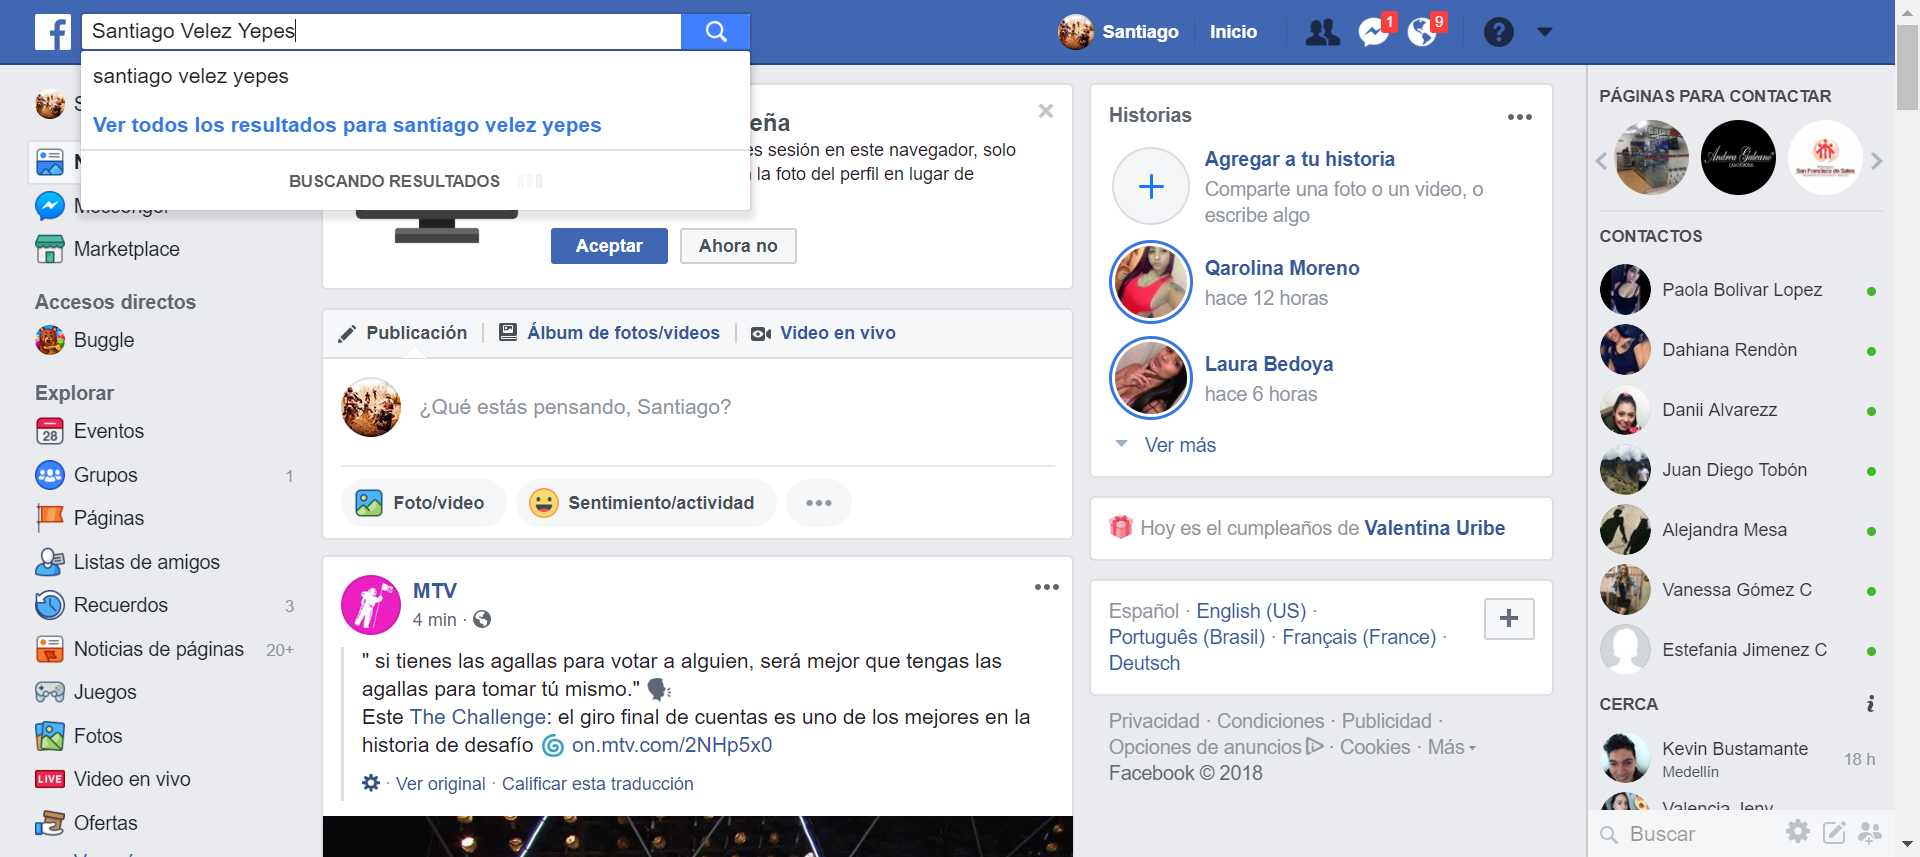 Santiago Velez Yepes
Santiago
Inicio
1
9
santiago velez yepes
Ver todos los resultados para santiago velez yepes
BUSCANDO RESULTADOS
Messenger
Marketplace
Accesos directos
Buggle
Explorar
28
Eventos
Grupos
1
Páginas
Listas de amigos
Recuerdos
3
Noticias de páginas
20+
Juegos
Fotos
LIVE
Video en vivo
Ofertas
eña
es sesión en este navegador, solo
la foto del perfil en lugar de
Aceptar
Ahora no
Publicación
Álbum de fotos/videos
Video en vivo
¿Qué estás pensando, Santiago?
Foto/video
Sentimiento/actividad
MTV
4 min ·
" si tienes las agallas para votar a alguien, será mejor que tengas las
agallas para tomar tú mismo."
Este The Challenge: el giro final de cuentas es uno de los mejores en la
historia de desafío on.mtv.com/2NHp5x0
· Ver original · Calificar esta traducción
Historias
Agregar a tu historia
Comparte una foto o un video, o
escribe algo
Qarolina Moreno
hace 12 horas
Laura Bedoya
hace 6 horas
Ver más
Hoy es el cumpleaños de Valentina Uribe
Español · English (US) ·
Português (Brasil) · Français (France) ·
Deutsch
Privacidad · Condiciones · Publicidad ·
Opciones de anuncios · Cookies · Más
Facebook © 2018
PÁGINAS PARA CONTACTAR
Andrea Galeano
San Francisco de Sales
CONTACTOS
Paola Bolivar Lopez
Dahiana Rendòn
Danii Alvarezz
Juan Diego Tobón
Alejandra Mesa
Vanessa Gómez C
Estefania Jimenez C
CERCA
Kevin Bustamante
Medellín
18 h
Valencia Jeny
Buscar